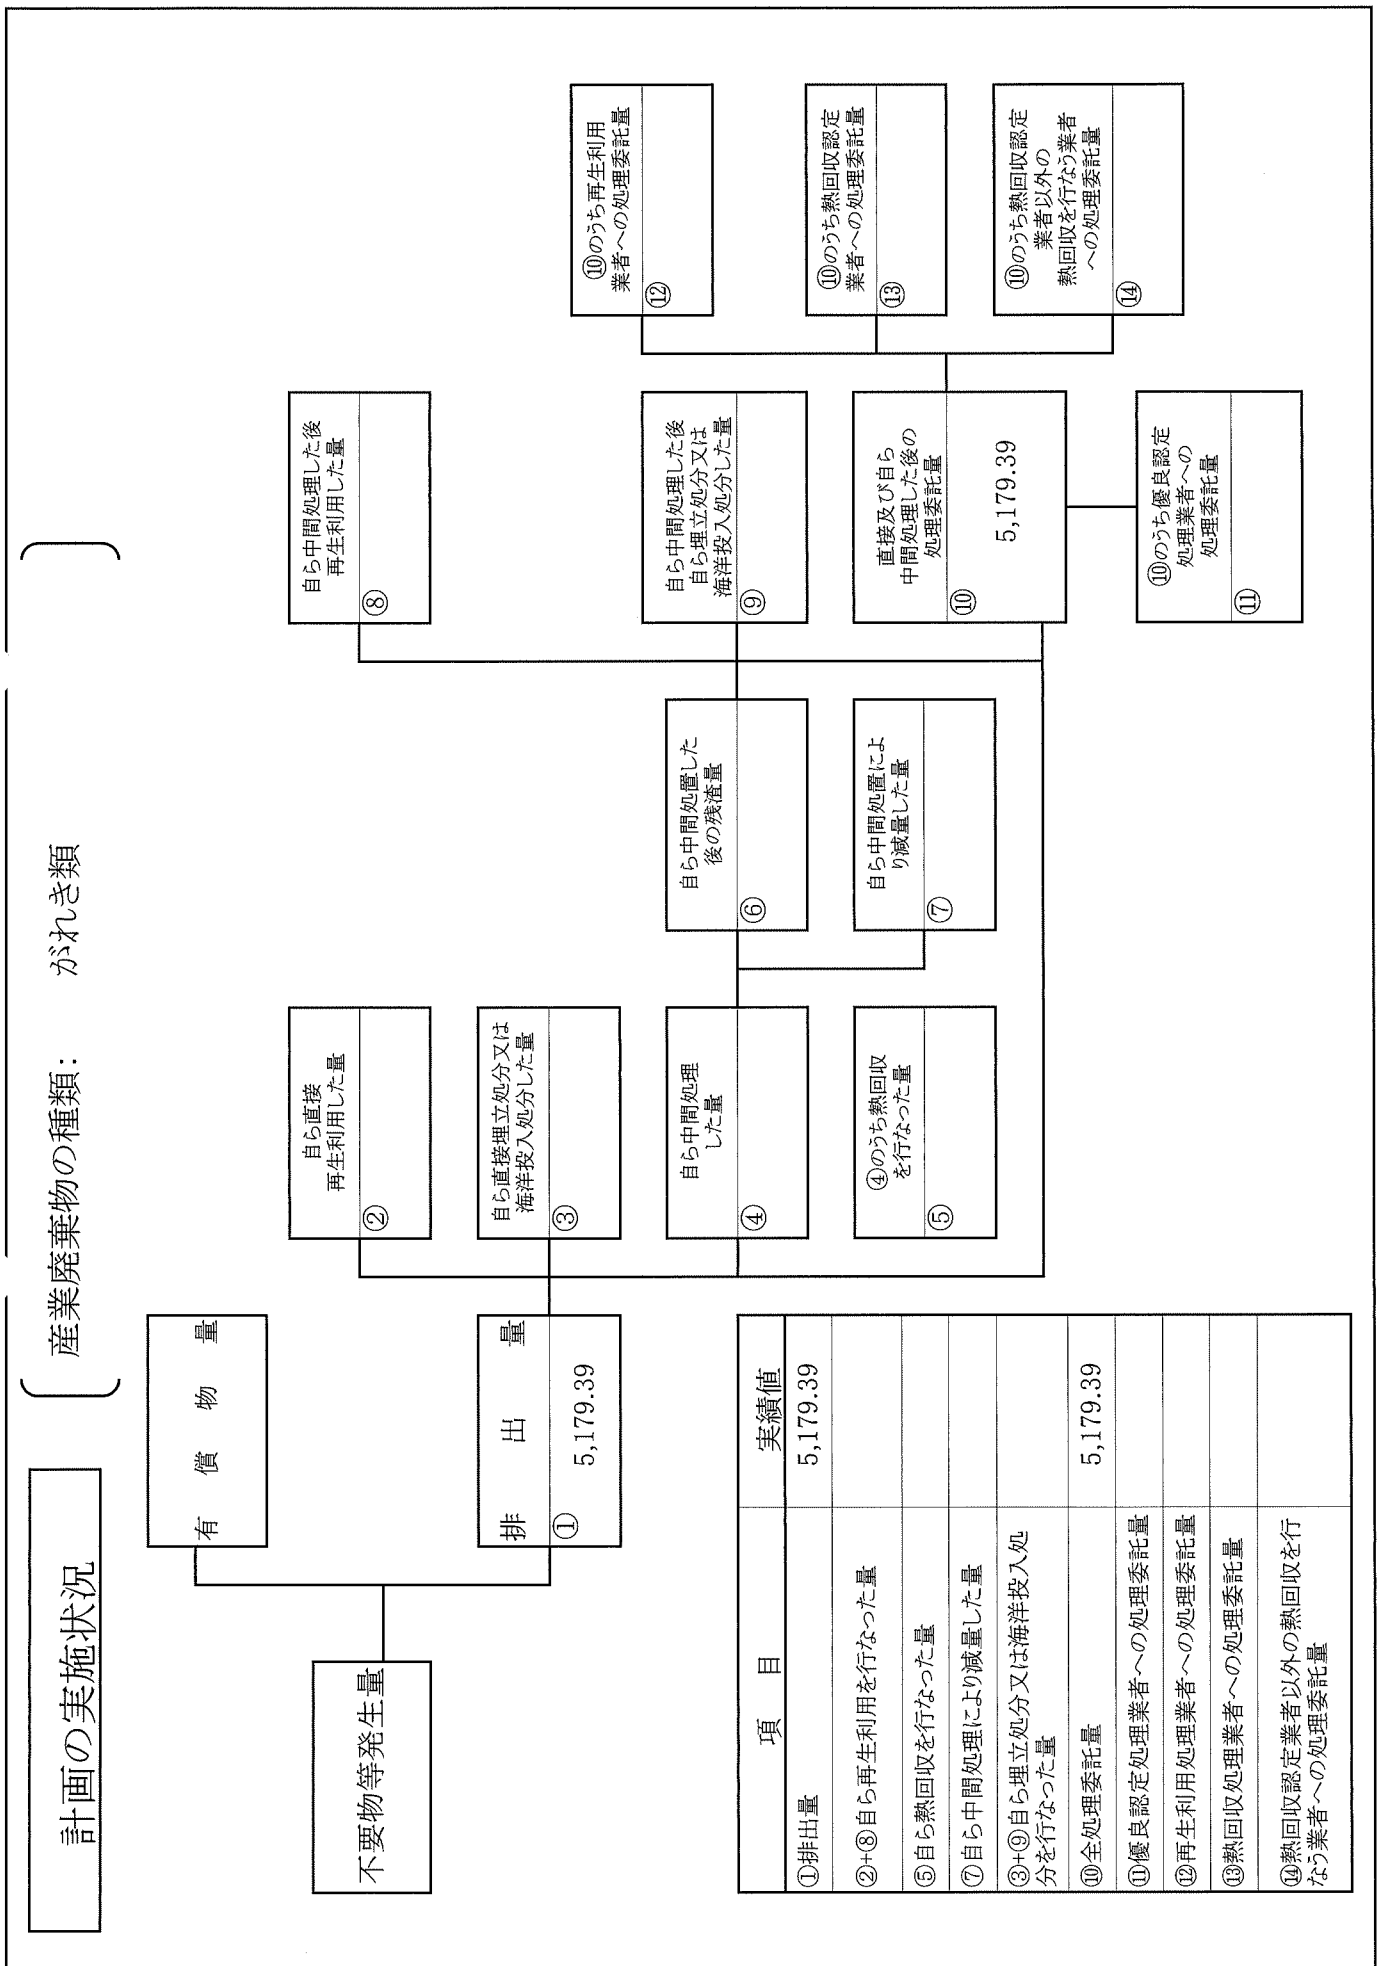 計画の実施状況
産業廃棄物の種類： がれき類
不要物等発生量
有償物量
排出量
①
5,179.39
自ら直接
再生利用した量
②
自ら直接埋立処分又は
海洋投入処分した量
③
自ら中間処理
した量
④
④のうち熱回収
を行なった量
⑤
自ら中間処置した
後の残渣量
⑥
自ら中間処置によ
り減量した量
⑦
自ら中間処理した後
再生利用した量
⑧
自ら中間処理した後
自ら埋立処分又は
海洋投入処分した量
⑨
直接及び自ら
中間処理した後の
処理委託量
⑩
5,179.39
⑩のうち優良認定
処理業者への
処理委託量
⑪
⑩のうち再生利用
業者への処理委託量
⑫
⑩のうち熱回収認定
業者への処理委託量
⑬
⑩のうち熱回収認定
業者以外の
熱回収を行なう業者
への処理委託量
⑭
項目 実績値
①排出量 5,179.39
②+⑧自ら再生利用を行なった量
⑤自ら熱回収を行なった量
⑦自ら中間処理により減量した量
③+⑨自ら埋立処分又は海洋投入処
分を行なった量
⑩全処理委託量 5,179.39
⑪優良認定処理業者への処理委託量
⑫再生利用処理業者への処理委託量
⑬熱回収処理業者への処理委託量
⑭熱回収認定業者以外の熱回収を行
なう業者への処理委託量